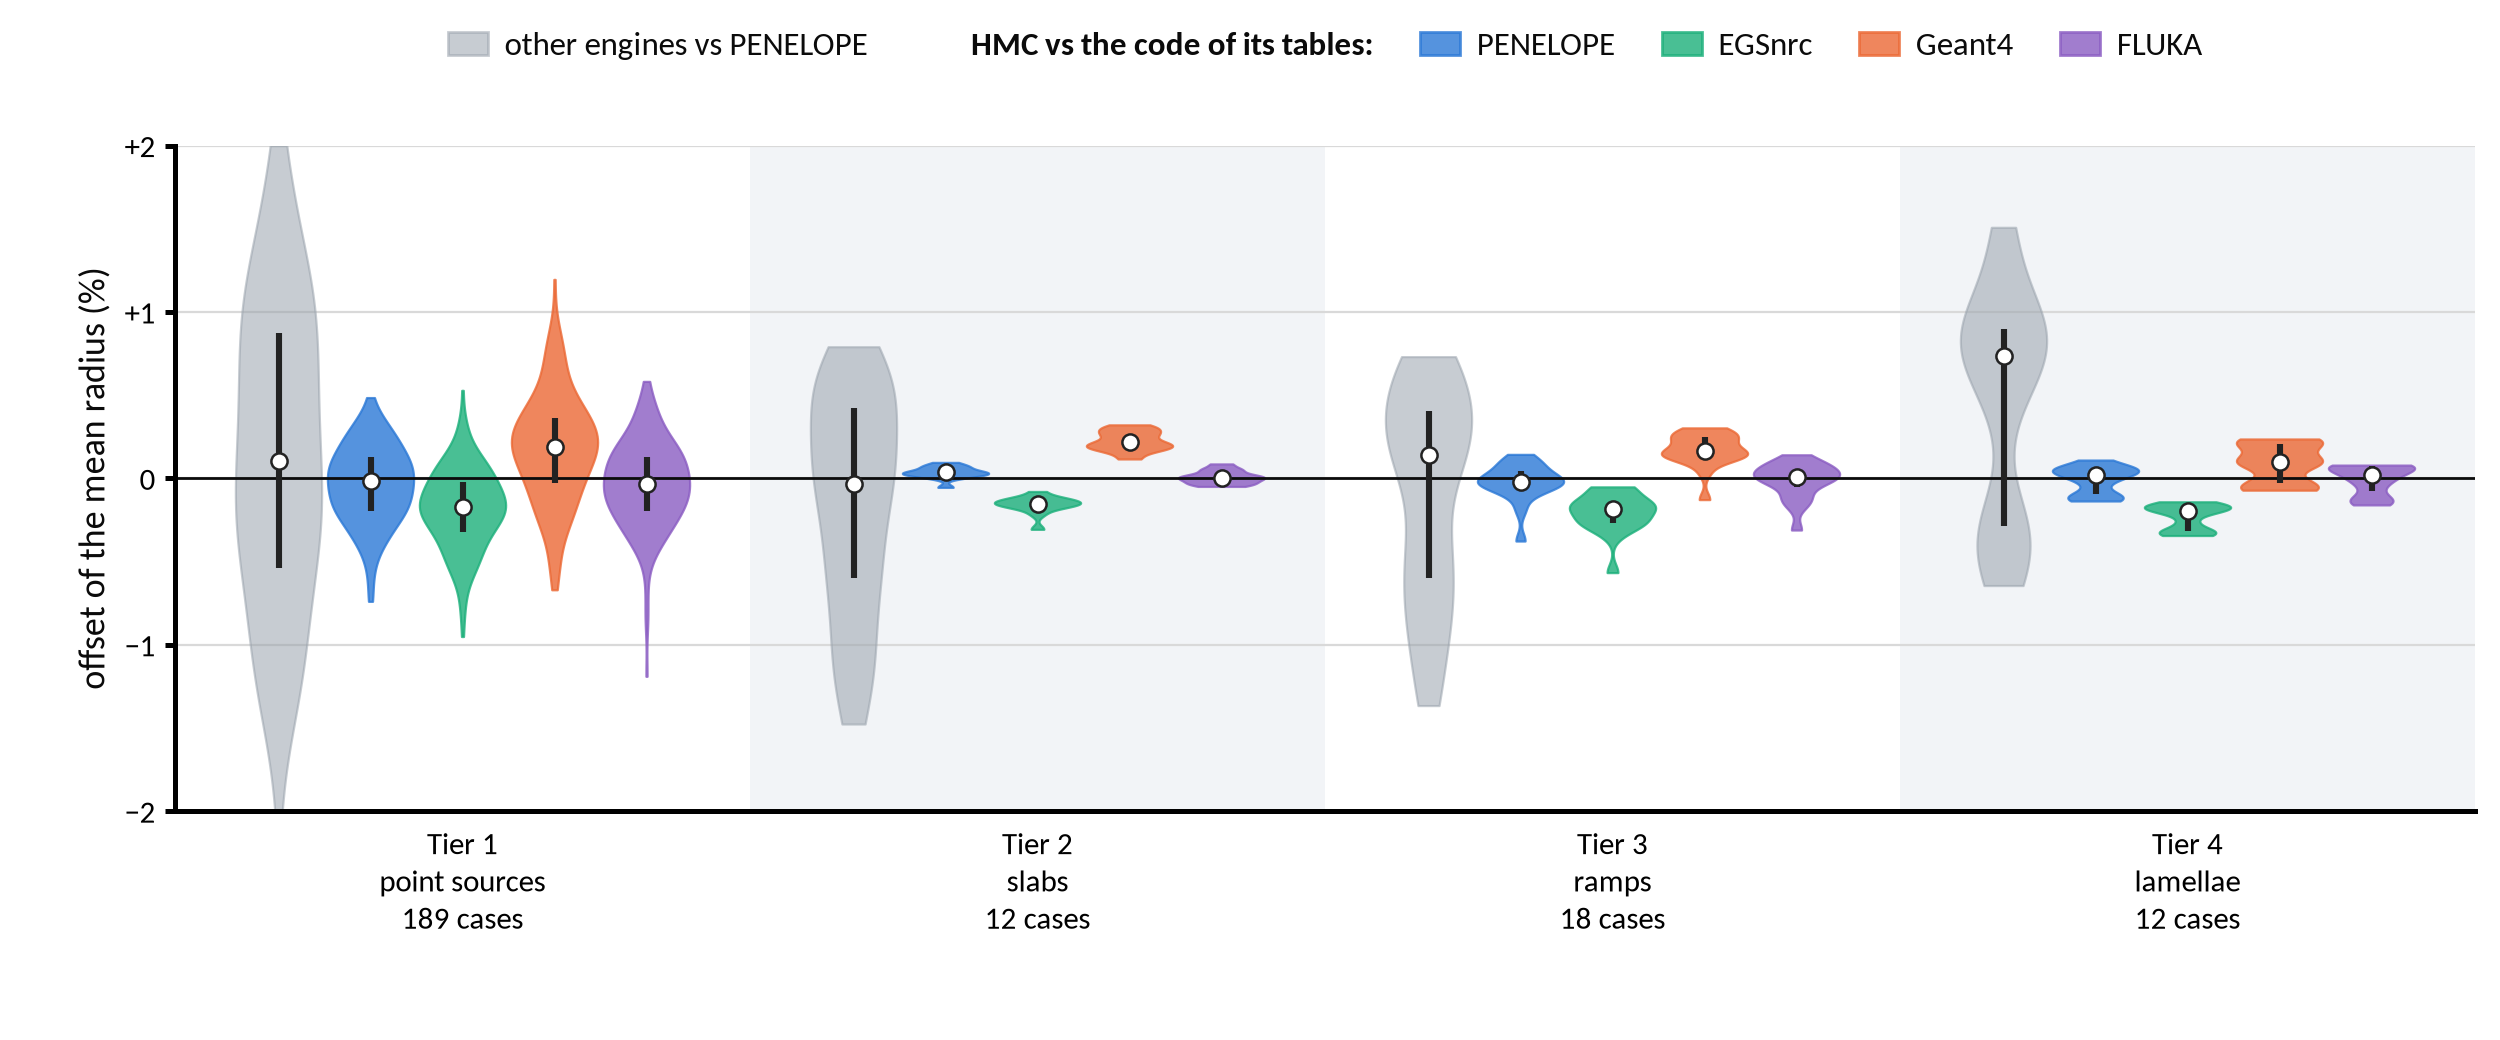 other engines vs PENELOPE HMC vs the code of its tables: PENELOPE EGSnrc Geant4 FLUKA
offset of the mean radius (%)
+2
+1
0
−1
−2
Tier 1
point sources
189 cases
Tier 2
slabs
12 cases
Tier 3
ramps
18 cases
Tier 4
lamellae
12 cases